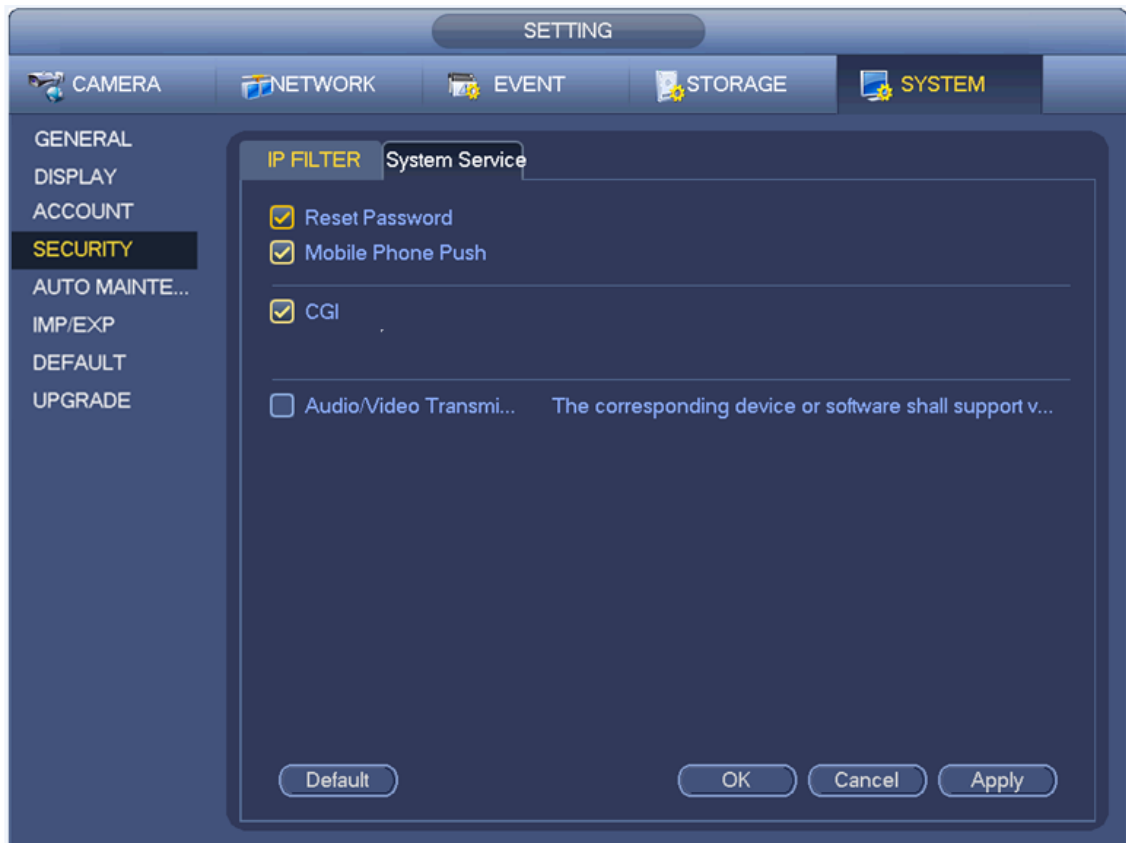 SETTING
CAMERA NETWORK EVENT STORAGE SYSTEM
GENERAL
DISPLAY
ACCOUNT
SECURITY
AUTO MAINTE...
IMP/EXP
DEFAULT
UPGRADE
IP FILTER System Service
Reset Password
Mobile Phone Push
CGI
Audio/Video Transmi... The corresponding device or software shall support v...
Default OK Cancel Apply